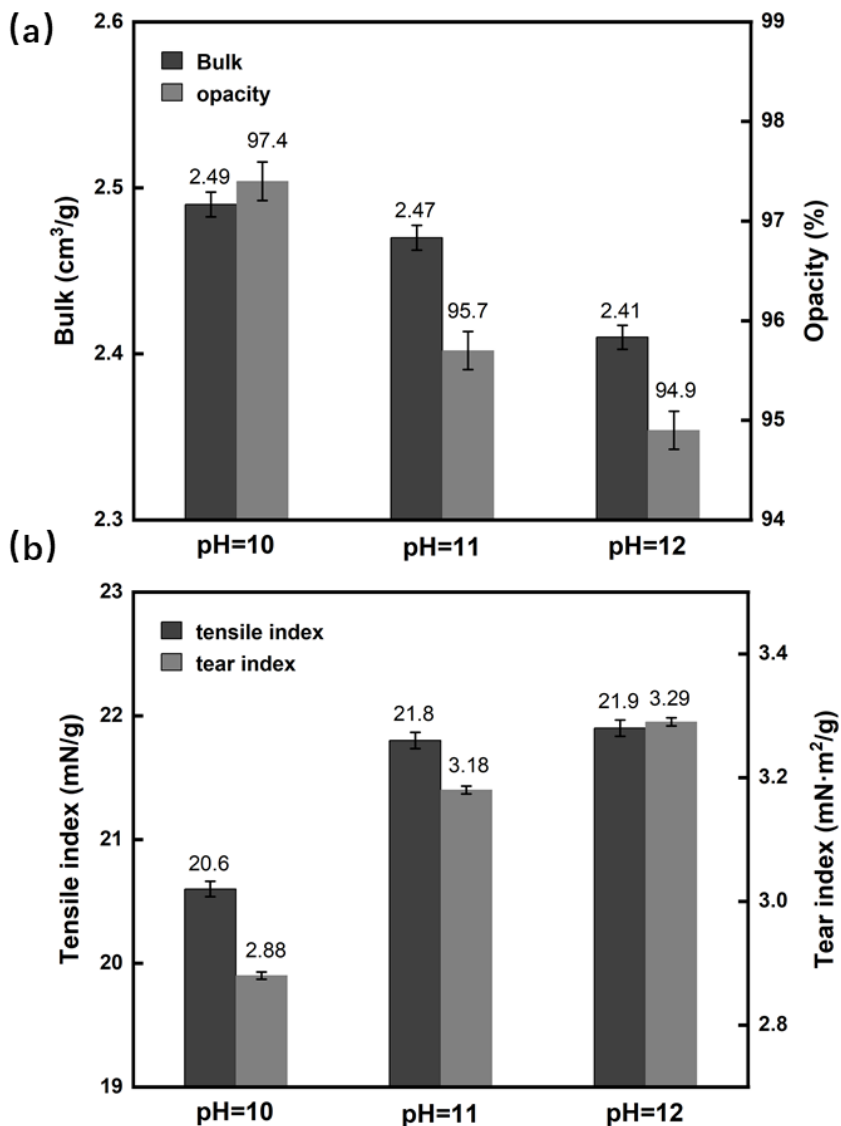 (a)
2.6
99
Bulk
opacity
98
97.4
2.49
2.5
2.47
97
Bulk (cm³/g)
Opacity (%)
95.7
2.41
96
2.4
94.9
95
2.3
94
pH=10
pH=11
pH=12
(b)
23
tensile index
tear index
3.4
22
21.8
21.9
3.29
3.18
3.2
Tensile index (mN/g)
Tear index (mN·m²/g)
21
20.6
3.0
2.88
20
2.8
19
pH=10
pH=11
pH=12